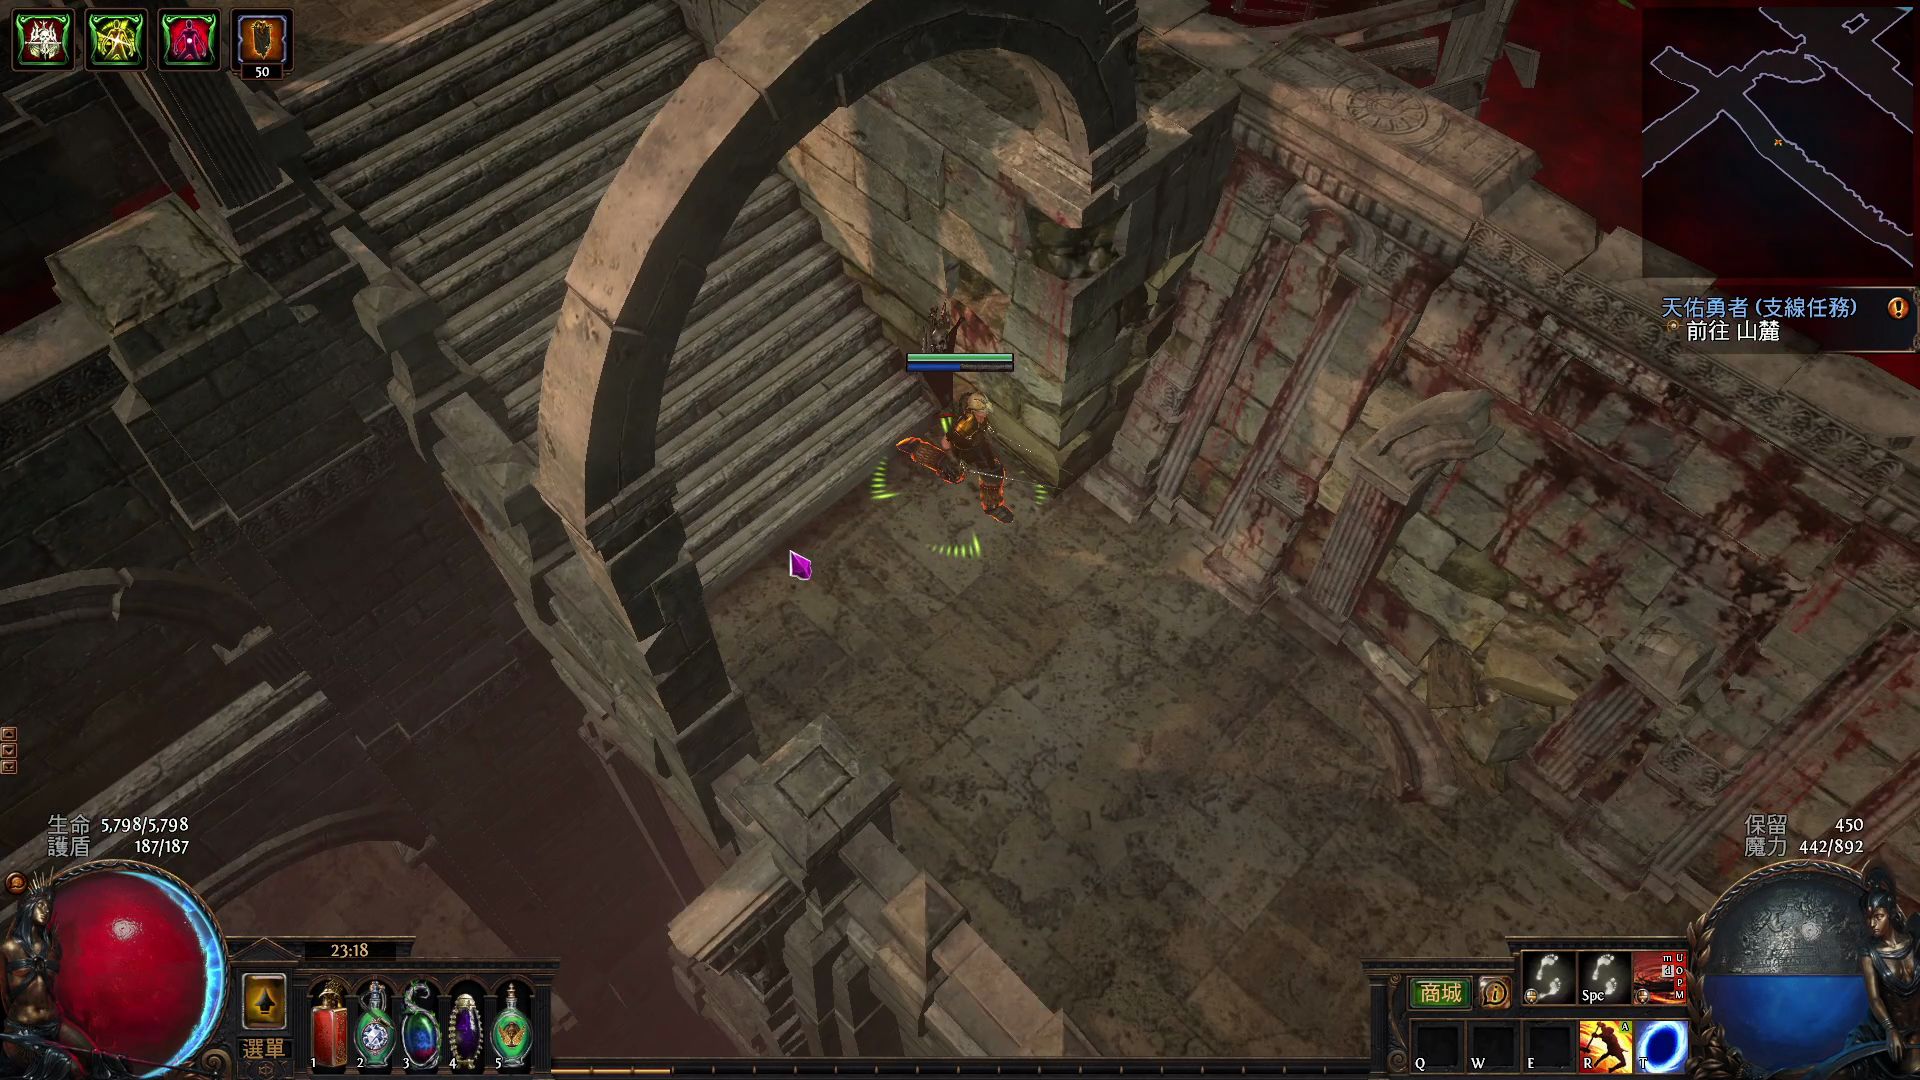 50
天佑勇者 (支線任務)
前往 山麓
生命 5,798/5,798
護盾 187/187
保留 450
魔力 442/892
23:18
選單
1 2 3 4 5
商城
Spc
m U
d O
P
M
Q W E R A T